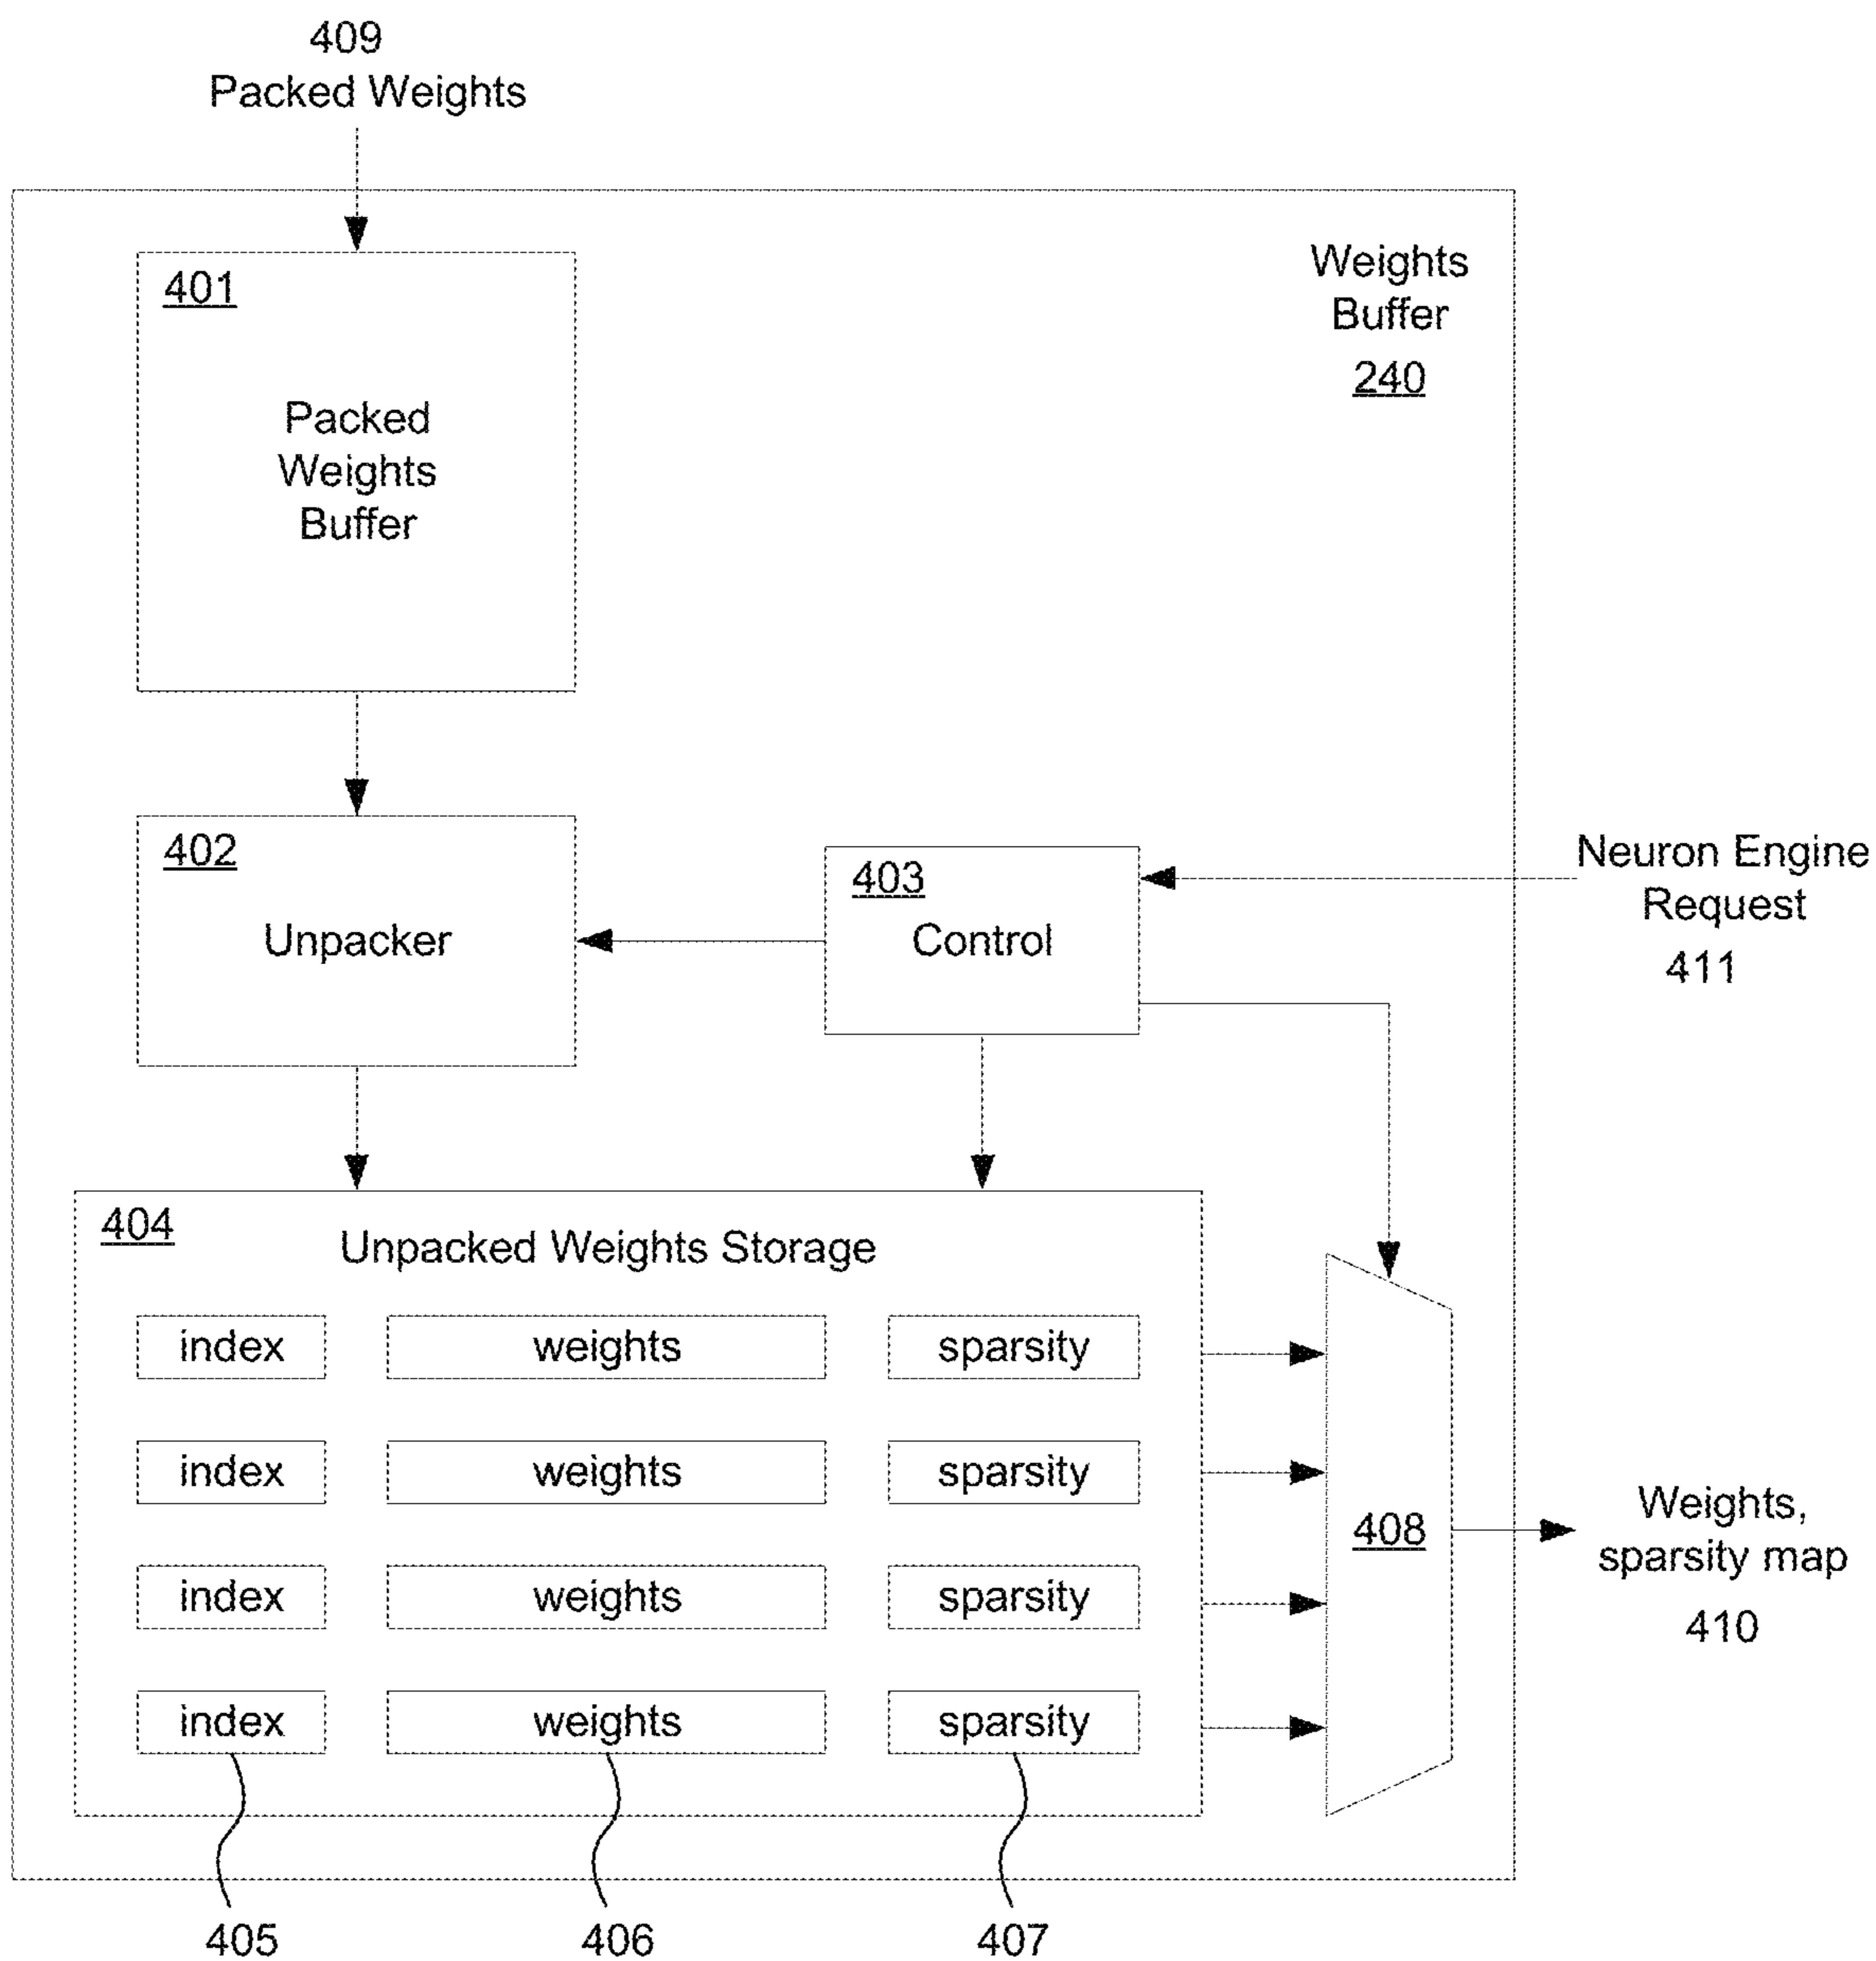 409
Packed Weights
401
Packed
Weights
Buffer
Weights
Buffer
240
402
Unpacker
403
Control
Neuron Engine
Request
411
404
Unpacked Weights Storage
index weights sparsity
index weights sparsity
index weights sparsity
index weights sparsity
408
Weights,
sparsity map
410
405 406 407